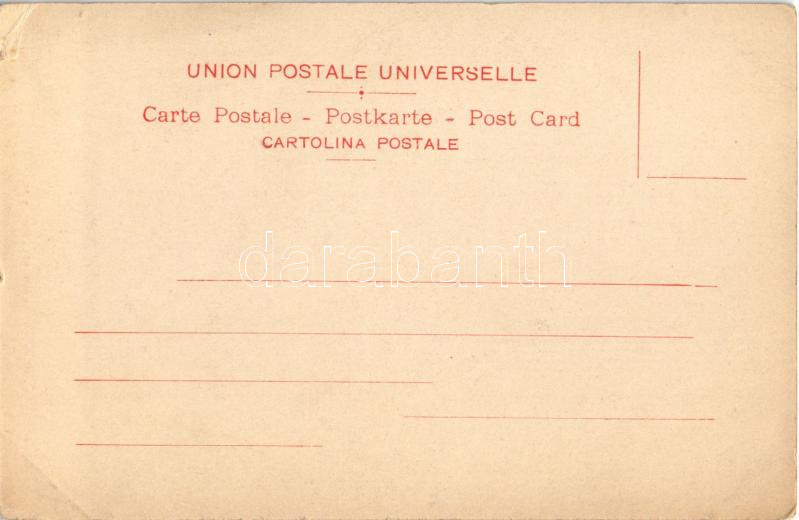 UNION POSTALE UNIVERSELLE
Carte Postale - Postkarte - Post Card
CARTOLINA POSTALE
darabanth